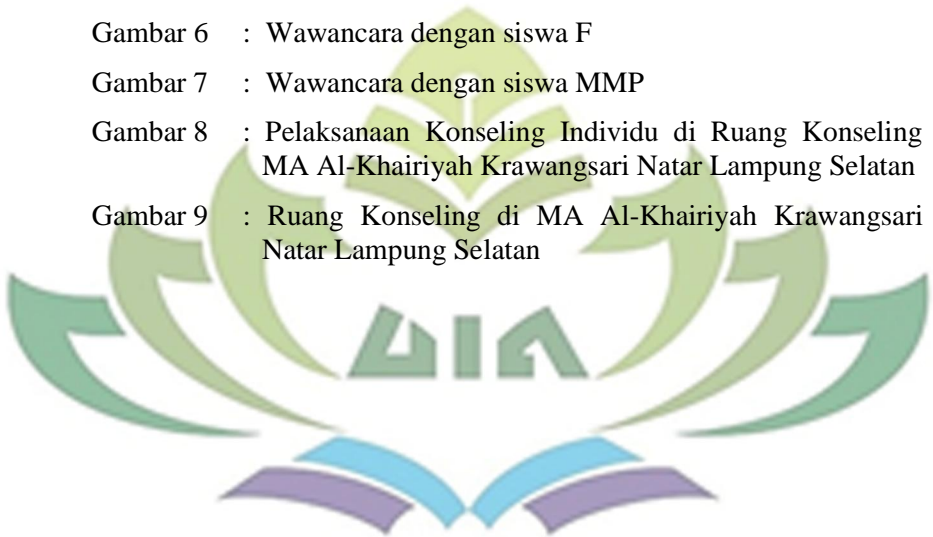 Gambar 6 : Wawancara dengan siswa F
Gambar 7 : Wawancara dengan siswa MMP
Gambar 8 : Pelaksanaan Konseling Individu di Ruang Konseling
MA Al-Khairiyah Krawangsari Natar Lampung Selatan
Gambar 9 : Ruang Konseling di MA Al-Khairiyah Krawangsari
Natar Lampung Selatan
UIN